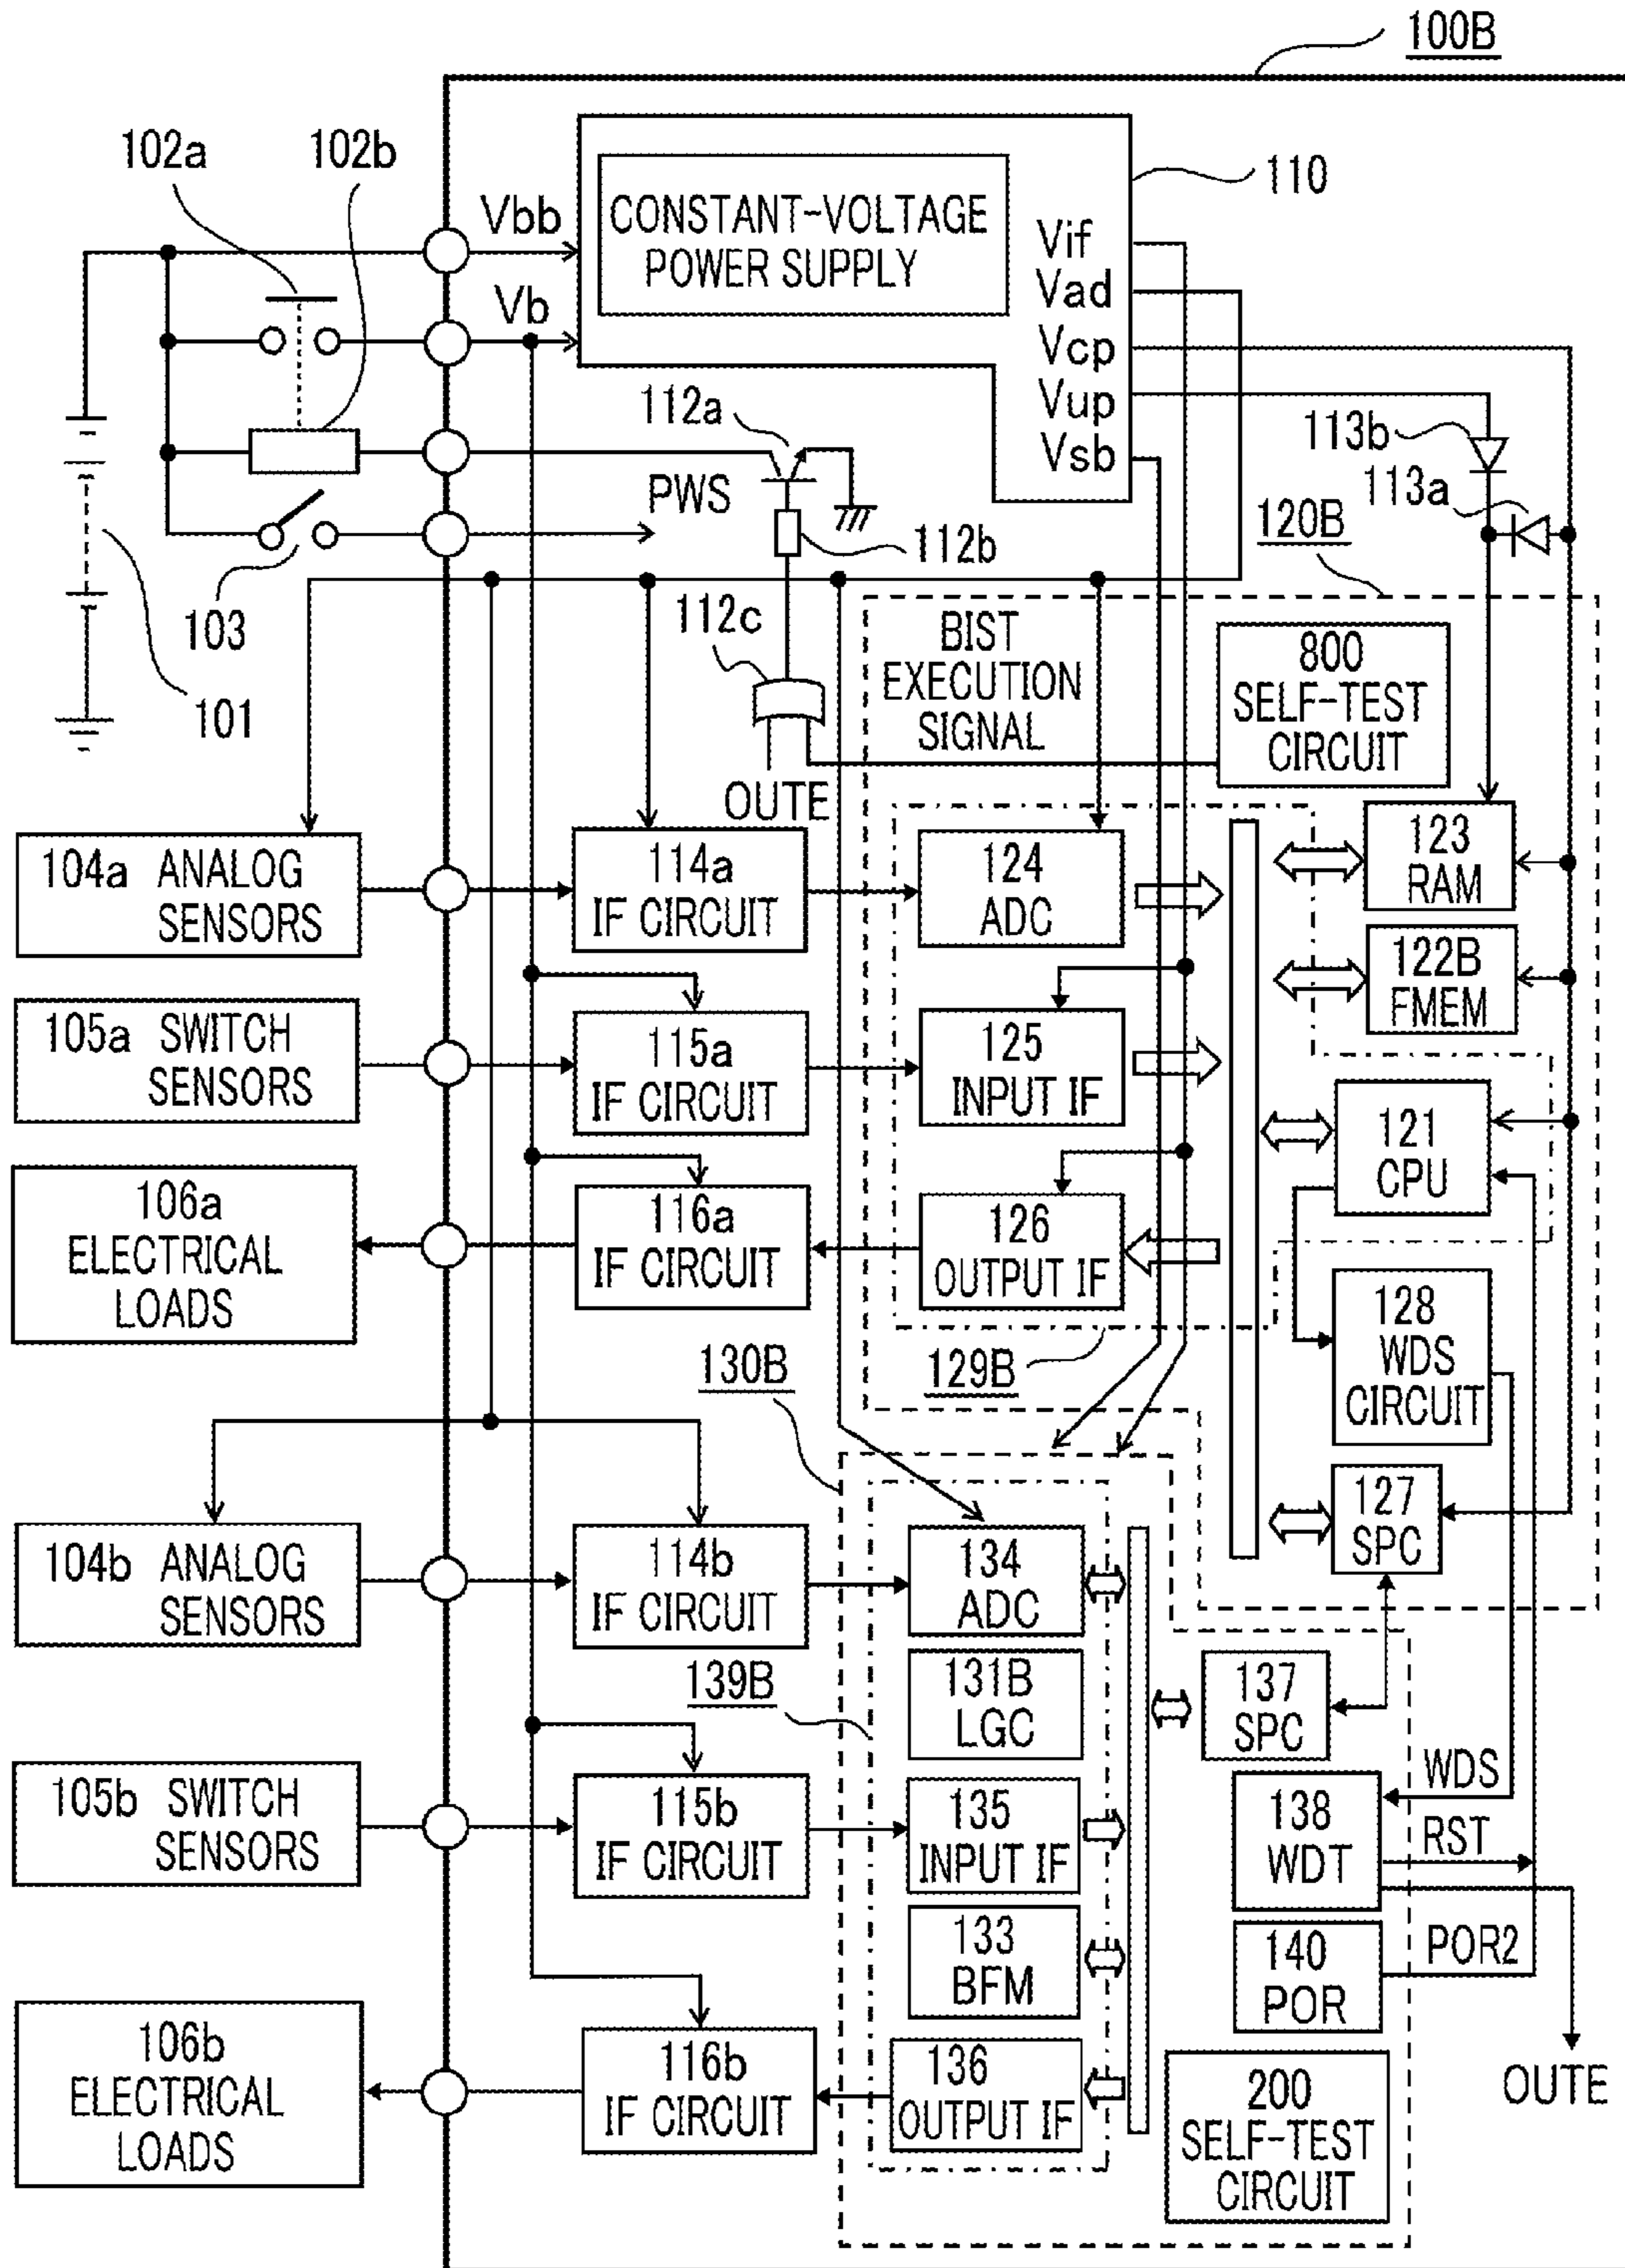 100B
102a
102b
Vbb
Vb
CONSTANT-VOLTAGE
POWER SUPPLY
110
Vif
Vad
Vcp
Vup
Vsb
112a
113b
113a
PWS
112b
120B
103
112c
101
BIST
EXECUTION
SIGNAL
800
SELF-TEST
CIRCUIT
OUTE
104a ANALOG
SENSORS
114a
IF CIRCUIT
124
ADC
123
RAM
122B
FMEM
105a SWITCH
SENSORS
115a
IF CIRCUIT
125
INPUT IF
121
CPU
106a
ELECTRICAL
LOADS
116a
IF CIRCUIT
126
OUTPUT IF
128
WDS
CIRCUIT
130B
129B
127
SPC
104b ANALOG
SENSORS
114b
IF CIRCUIT
134
ADC
139B
131B
LGC
137
SPC
WDS
105b SWITCH
SENSORS
115b
IF CIRCUIT
135
INPUT IF
138
WDT
RST
133
BFM
140
POR
POR2
106b
ELECTRICAL
LOADS
116b
IF CIRCUIT
136
OUTPUT IF
200
SELF-TEST
CIRCUIT
OUTE